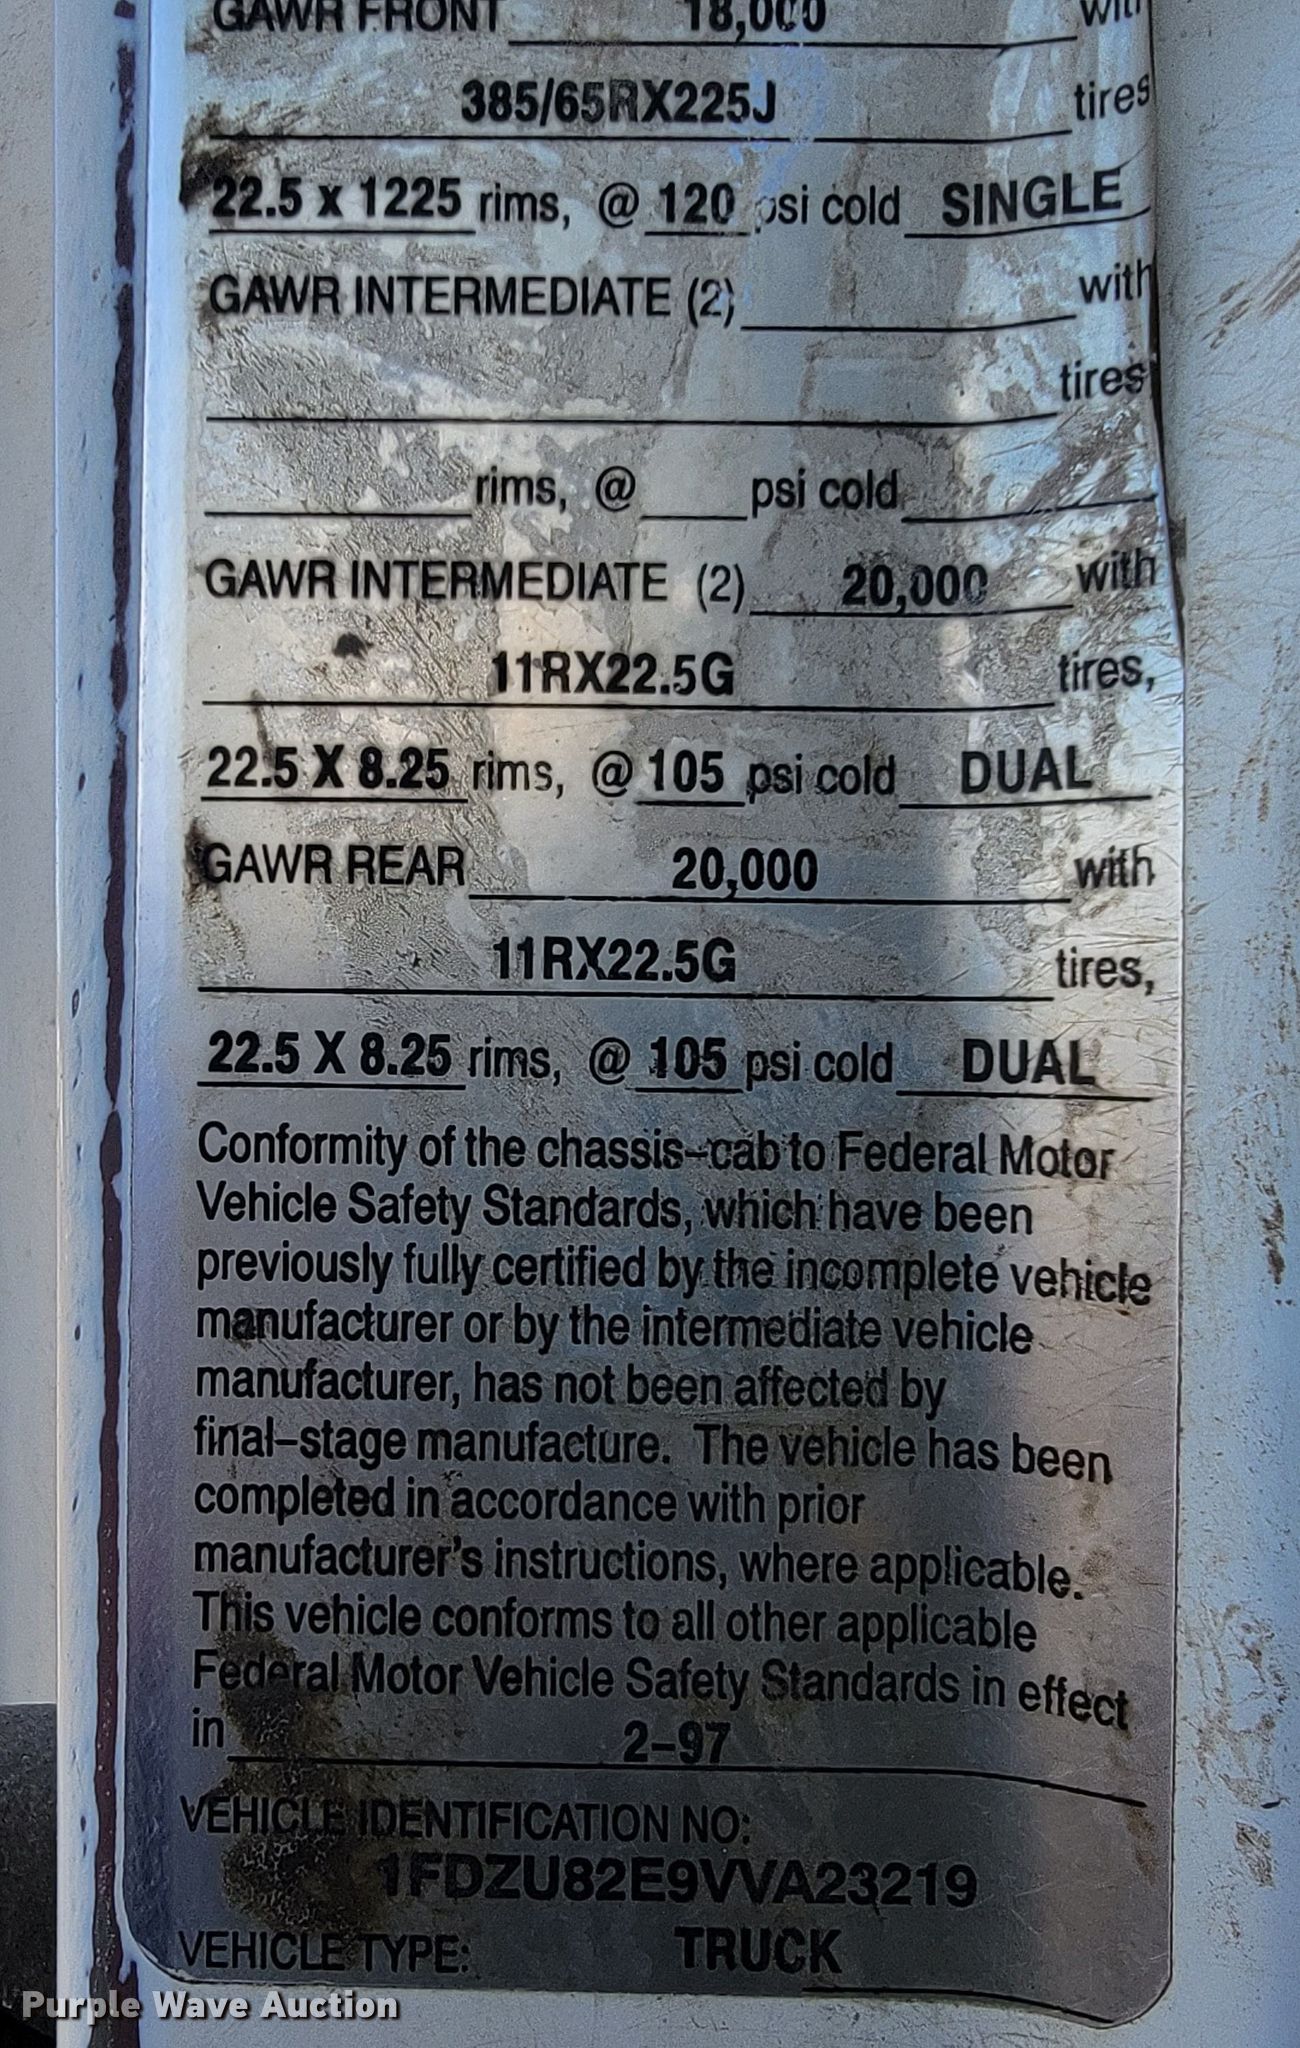 GAWR FRONT 18,000 with
385/65RX225J tires
22.5 x 1225 rims, @ 120 psi cold SINGLE
GAWR INTERMEDIATE (2) with
tires
rims, @ psi cold
GAWR INTERMEDIATE (2) 20,000 with
11RX22.5G tires,
22.5 X 8.25 rims, @ 105 psi cold DUAL
GAWR REAR 20,000 with
11RX22.5G tires,
22.5 X 8.25 rims, @ 105 psi cold DUAL
Conformity of the chassis-cab to Federal Motor
Vehicle Safety Standards, which have been
previously fully certified by the incomplete vehicle
manufacturer or by the intermediate vehicle
manufacturer, has not been affected by
final-stage manufacture. The vehicle has been
completed in accordance with prior
manufacturer's instructions, where applicable.
This vehicle conforms to all other applicable
Federal Motor Vehicle Safety Standards in effect
in 2-97
VEHICLE IDENTIFICATION NO:
1FDZU82E9VVA23219
VEHICLE TYPE: TRUCK
Purple Wave Auction